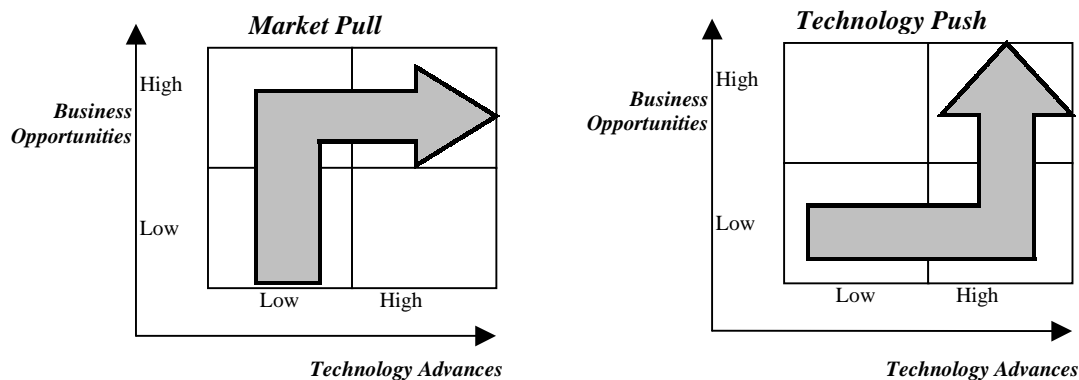 Market Pull
High
Business
Opportunities
Low
Low
High
Technology Advances
Technology Push
High
Business
Opportunities
Low
Low
High
Technology Advances